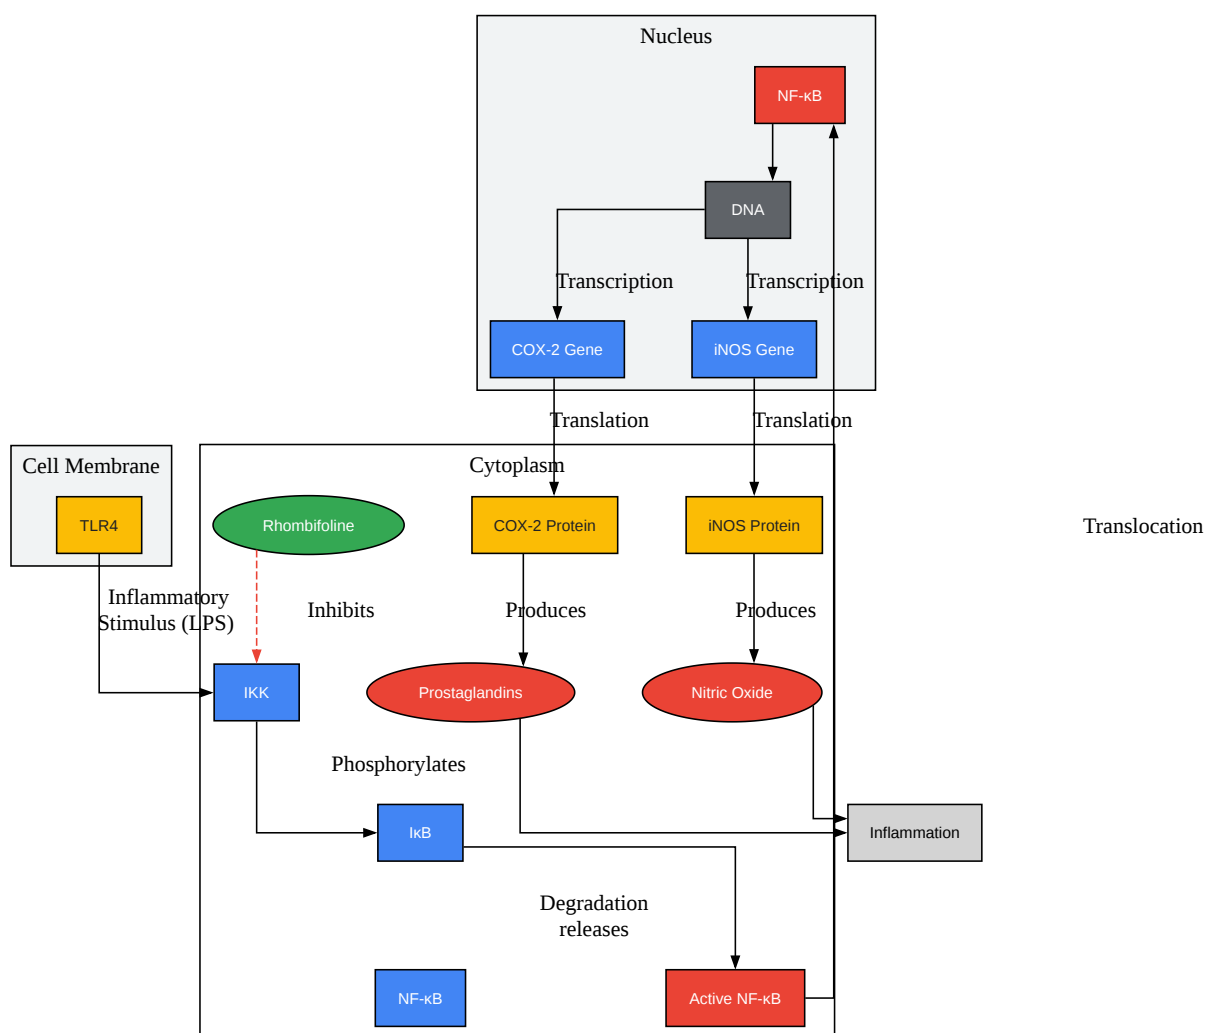 Nucleus
NF-κB
DNA
Transcription
Transcription
COX-2 Gene
iNOS Gene
Translation
Translation
Cell Membrane
Cytoplasm
TLR4
Rhombifoline
COX-2 Protein
iNOS Protein
Translocation
Inflammatory
Stimulus (LPS)
Inhibits
Produces
Produces
IKK
Prostaglandins
Nitric Oxide
Phosphorylates
IκB
Inflammation
Degradation
releases
NF-κB
Active NF-κB